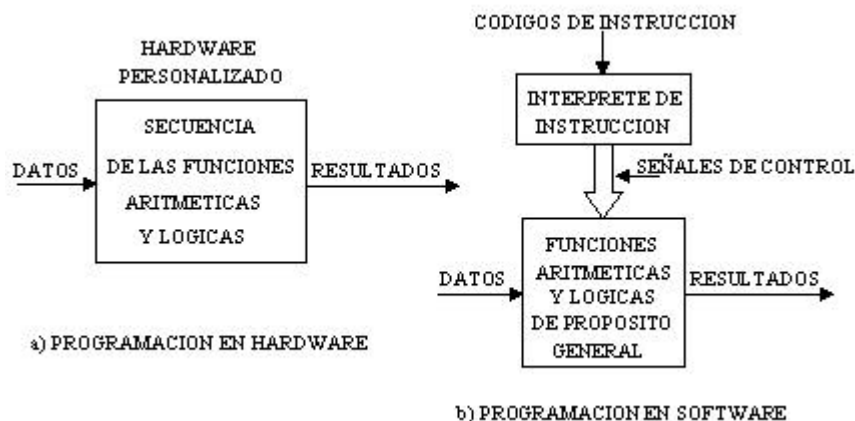 HARDWARE
PERSONALIZADO
DATOS
SECUENCIA
DE LAS FUNCIONES
ARITMETICAS
Y LOGICAS
RESULTADOS
a) PROGRAMACION EN HARDWARE
CODIGOS DE INSTRUCCION
INTERPRETE DE
INSTRUCCION
SEÑALES DE CONTROL
DATOS
FUNCIONES
ARITMETICAS
Y LOGICAS
DE PROPOSITO
GENERAL
RESULTADOS
b) PROGRAMACION EN SOFTWARE